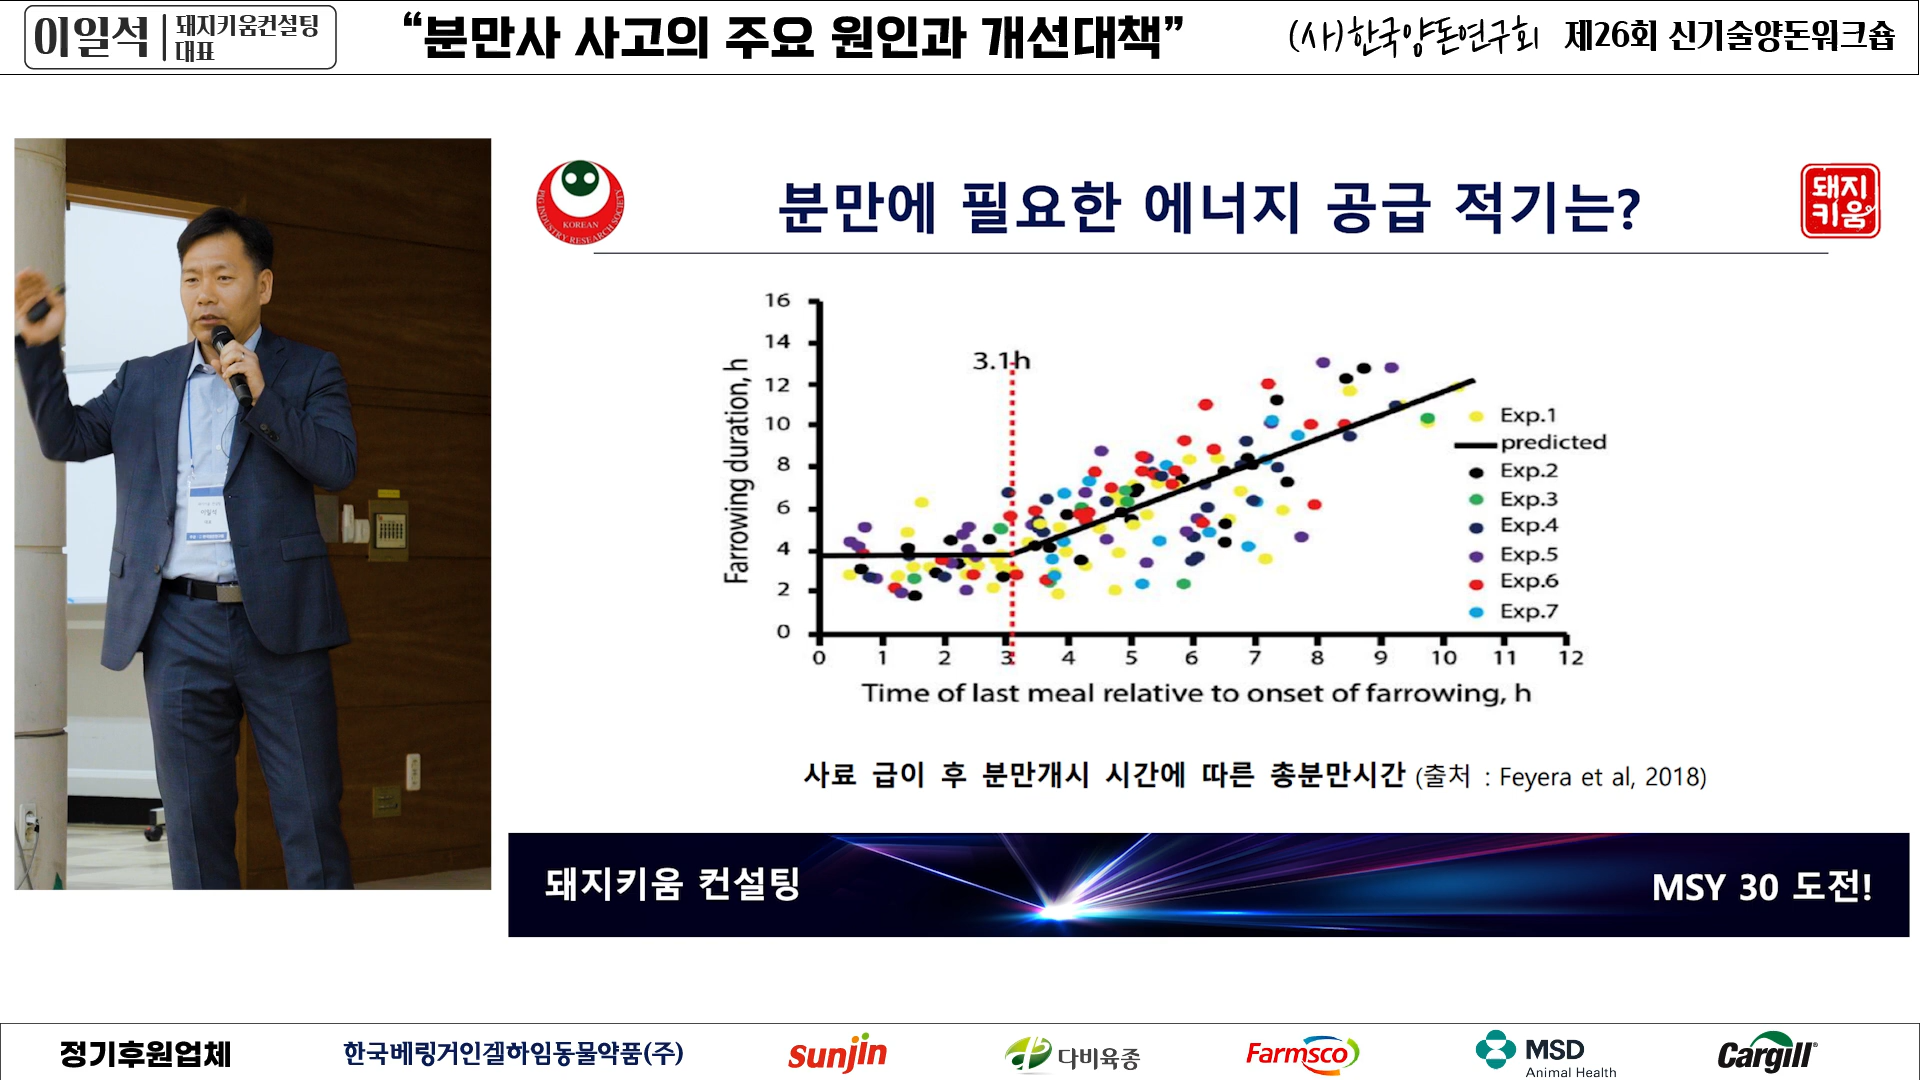 이일석
돼지키움컨설팅
대표
“분만사 사고의 주요 원인과 개선대책”
(사)한국양돈연구회 제26회 신기술양돈워크숍
PIG INDUSTRY RESEARCH SOCIETY
KOREAN
분만에 필요한 에너지 공급 적기는?
돼지
키움
16
14
12
10
8
6
4
2
0
Farrowing duration, h
3.1h
Exp.1
predicted
Exp.2
Exp.3
Exp.4
Exp.5
Exp.6
Exp.7
0 1 2 3 4 5 6 7 8 9 10 11 12
Time of last meal relative to onset of farrowing, h
사료 급이 후 분만개시 시간에 따른 총분만시간 (출처 : Feyera et al, 2018)
돼지키움 컨설팅
MSY 30 도전!
이일석
정기후원업체
한국베링거인겔하임동물약품(주)
Sunjin
다비육종
Farmsco
MSD
Animal Health
Cargill